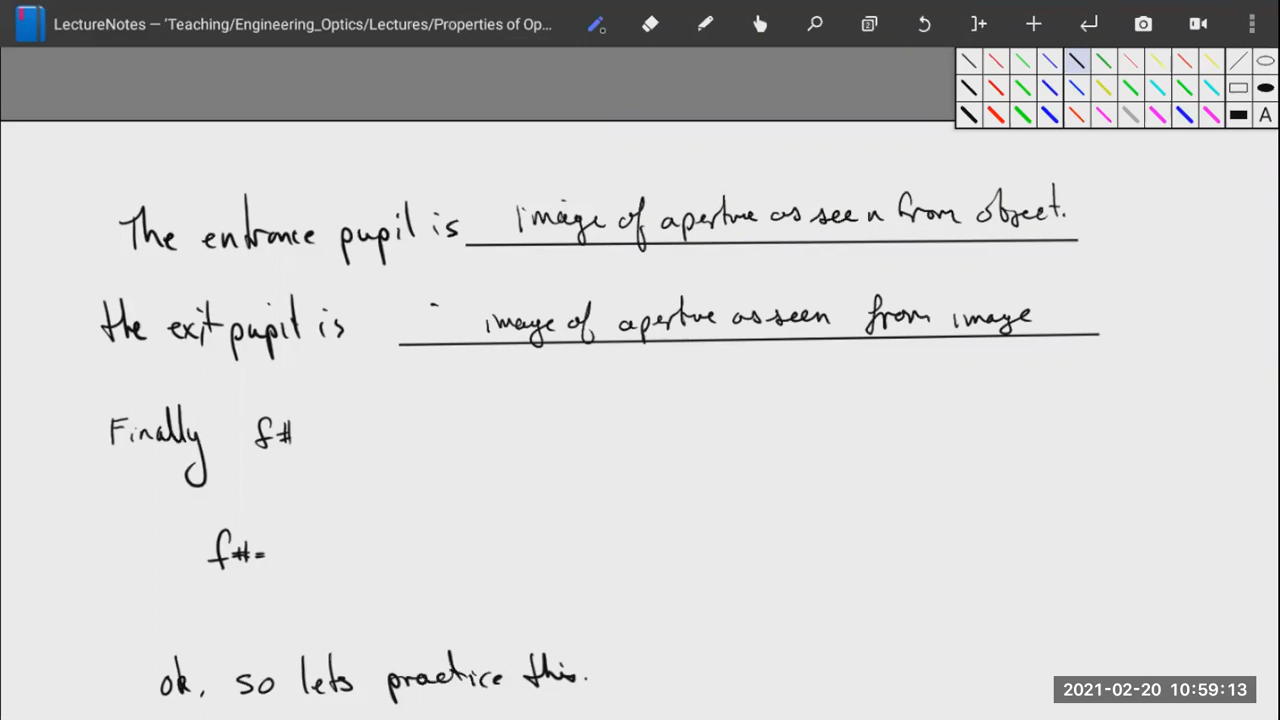 LectureNotes — 'Teaching/Engineering_Optics/Lectures/Properties of Op...
A
The entrance pupil is image of aperture as seen from object.
the exit pupil is image of aperture as seen from image
Finally f#
f#=
ok, so lets practice this.
2021-02-20 10:59:13